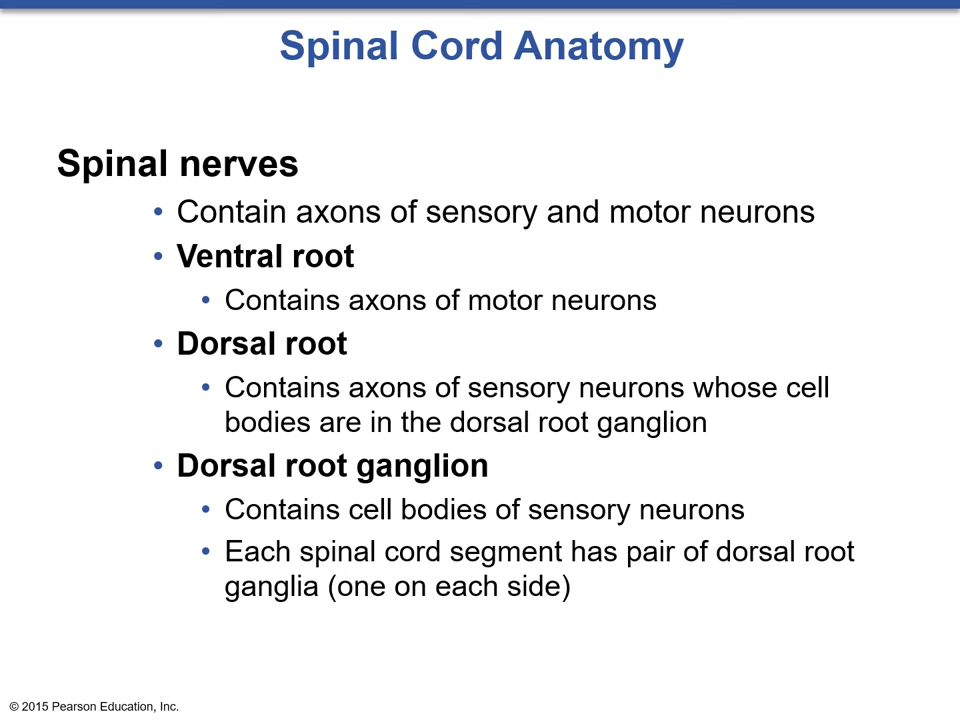 Spinal Cord Anatomy
Spinal nerves
• Contain axons of sensory and motor neurons
• Ventral root
• Contains axons of motor neurons
• Dorsal root
• Contains axons of sensory neurons whose cell
bodies are in the dorsal root ganglion
• Dorsal root ganglion
• Contains cell bodies of sensory neurons
• Each spinal cord segment has pair of dorsal root
ganglia (one on each side)
© 2015 Pearson Education, Inc.